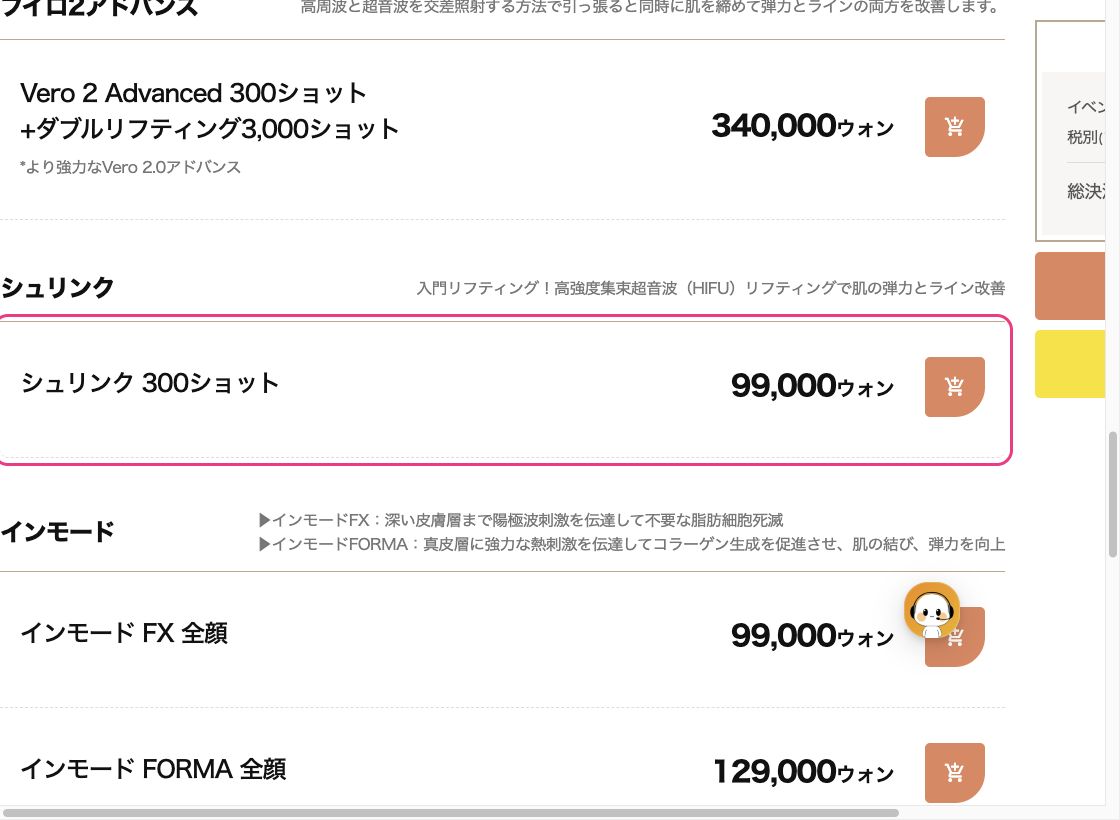 高周波と超音波を交差照射する方法で引っ張ると同時に肌を締めて弾力とラインの両方を改善します。
Vero 2 Advanced 300ショット
+ダブルリフティング3,000ショット
*より強力なVero 2.0アドバンス
340,000ウォン
イベン
税別(
総決済
シュリンク
入門リフティング！高強度集束超音波（HIFU）リフティングで肌の弾力とライン改善
シュリンク 300ショット
99,000ウォン
インモード
▶インモードFX：深い皮膚層まで陽極波刺激を伝達して不要な脂肪細胞死滅
▶インモードFORMA：真皮層に強力な熱刺激を伝達してコラーゲン生成を促進させ、肌の結び、弾力を向上
インモード FX 全顔
99,000ウォン
インモード FORMA 全顔
129,000ウォン